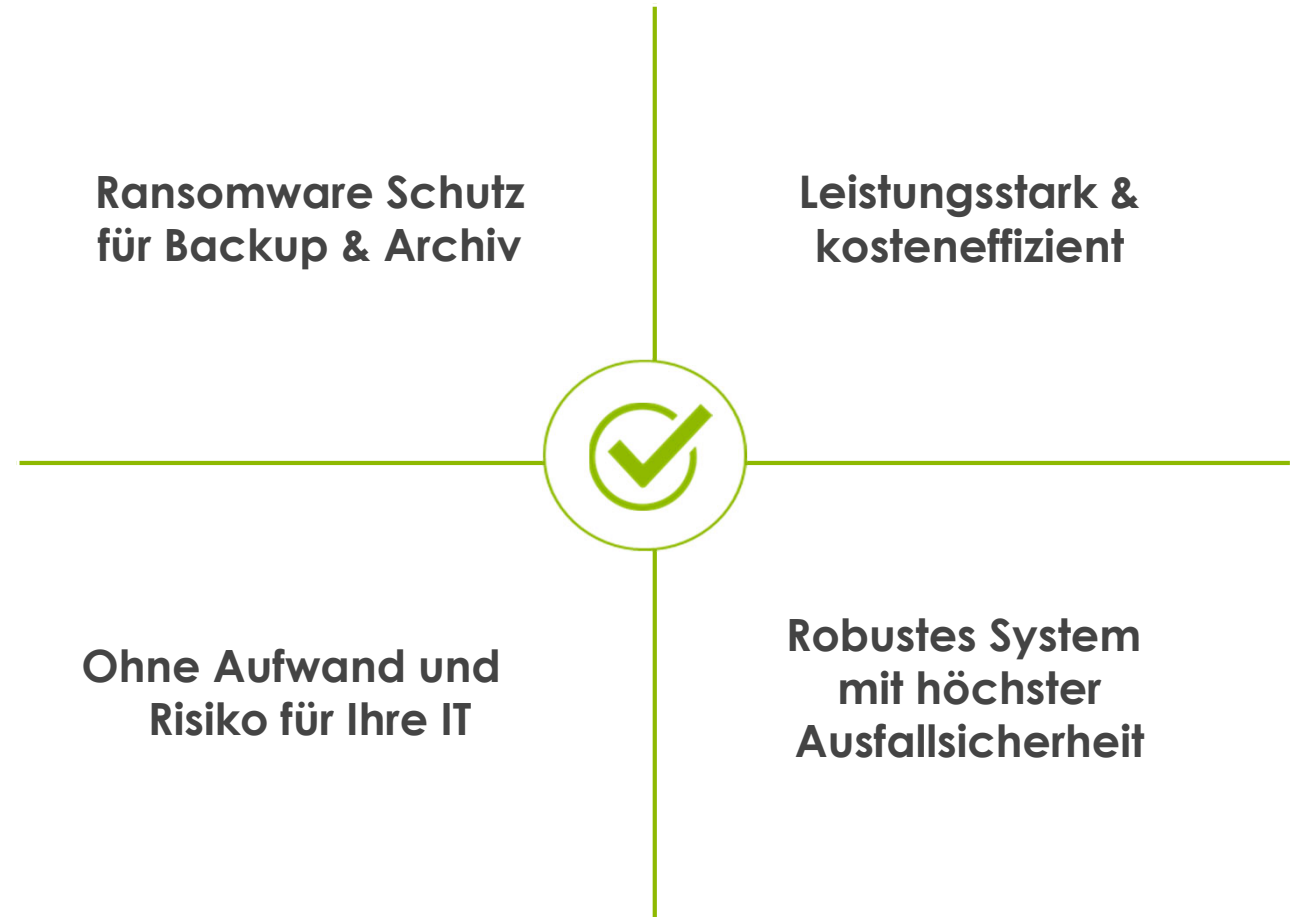 Ransomware Schutz
für Backup & Archiv
Leistungsstark &
kosteneffizient
Ohne Aufwand und
Risiko für Ihre IT
Robustes System
mit höchster
Ausfallsicherheit